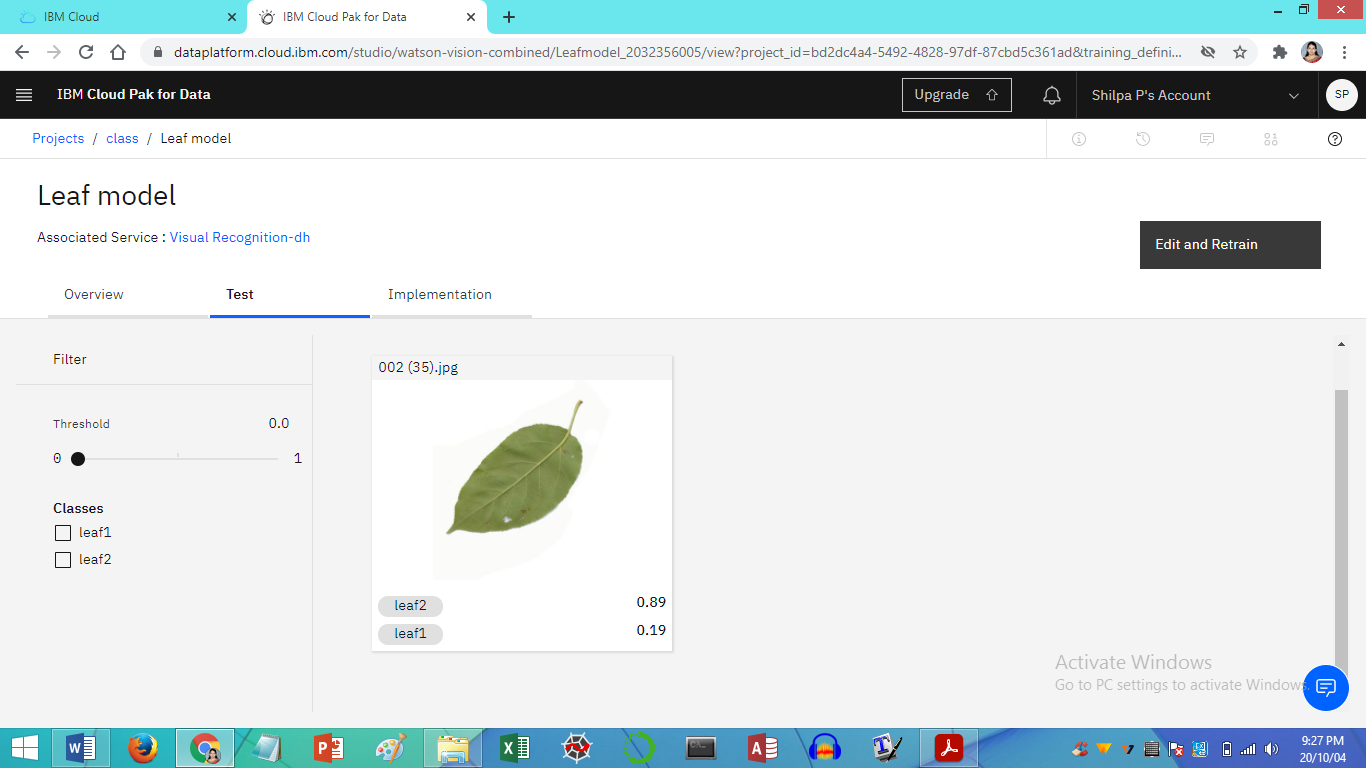 IBM Cloud
IBM Cloud Pak for Data
dataplatform.cloud.ibm.com/studio/watson-vision-combined/Leafmodel_2032356005/view?project_id=bd2dc4a4-5492-4828-97df-87cbd5c361ad&training_defini...
IBM Cloud Pak for Data
Upgrade
Shilpa P's Account
SP
Projects / class / Leaf model
Leaf model
Associated Service : Visual Recognition-dh
Edit and Retrain
Overview
Test
Implementation
Filter
Threshold 0.0
0 1
Classes
leaf1
leaf2
002 (35).jpg
leaf2 0.89
leaf1 0.19
Activate Windows
Go to PC settings to activate Windows.
9:27 PM
20/10/04